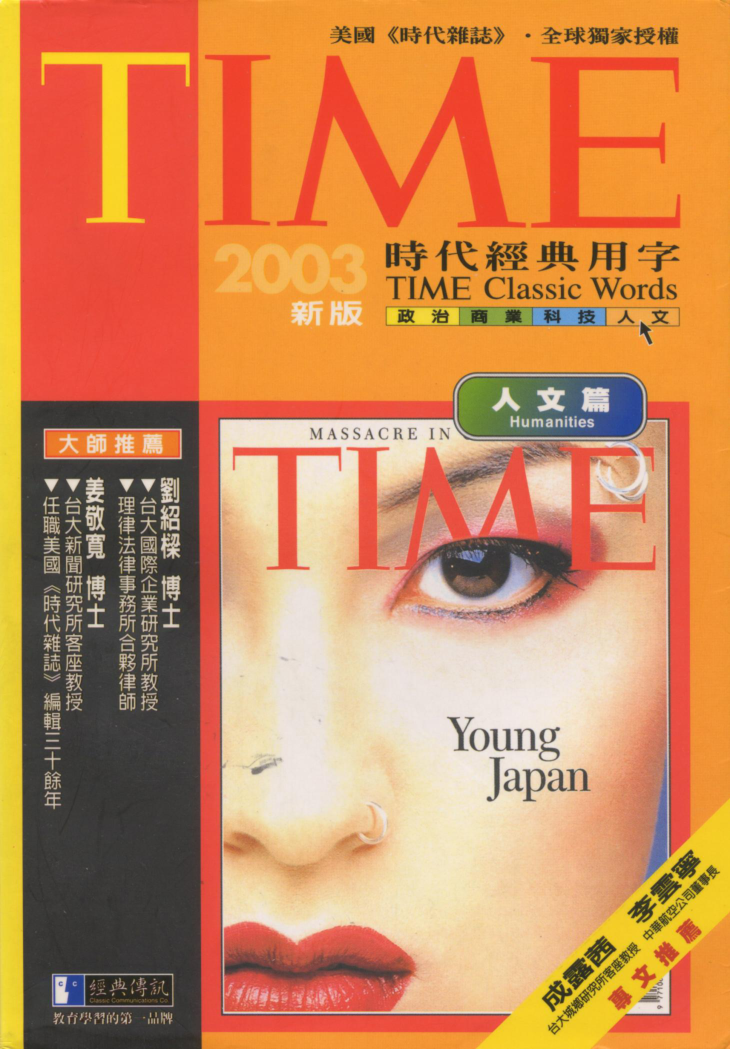 美國《時代雜誌》·全球獨家授權
TIME
2003
新版
時代經典用字
TIME Classic Words
政治 商業 科技 人文
人文篇
Humanities
大師推薦
劉紹樑 博士
▼台大國際企業研究所教授
▼理律法律事務所合夥律師
姜敬寬 博士
▼台大新聞研究所客座教授
▼任職美國《時代雜誌》編輯三十餘年
MASSACRE IN
TIME
Young
Japan
李雲寧
中華航空公司董事長
成露茜
台大城鄉研究所客座教授
專文推薦
C C
經典傳訊
Classic Communications Co.
教育學習的第一品牌